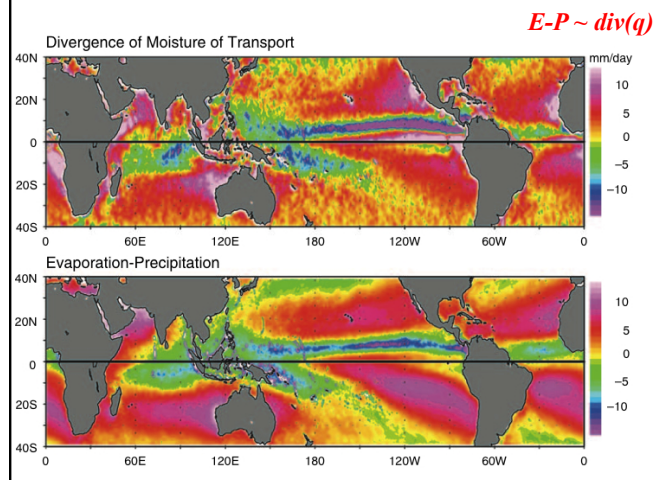 E-P ~ div(q)
Divergence of Moisture of Transport
mm/day
40N
20N
0
20S
40S
60E
120E
180
120W
60W
0
10
5
0
−5
−10
Evaporation-Precipitation
40N
20N
0
20S
40S
0
60E
120E
180
120W
60W
0
10
5
0
−5
−10